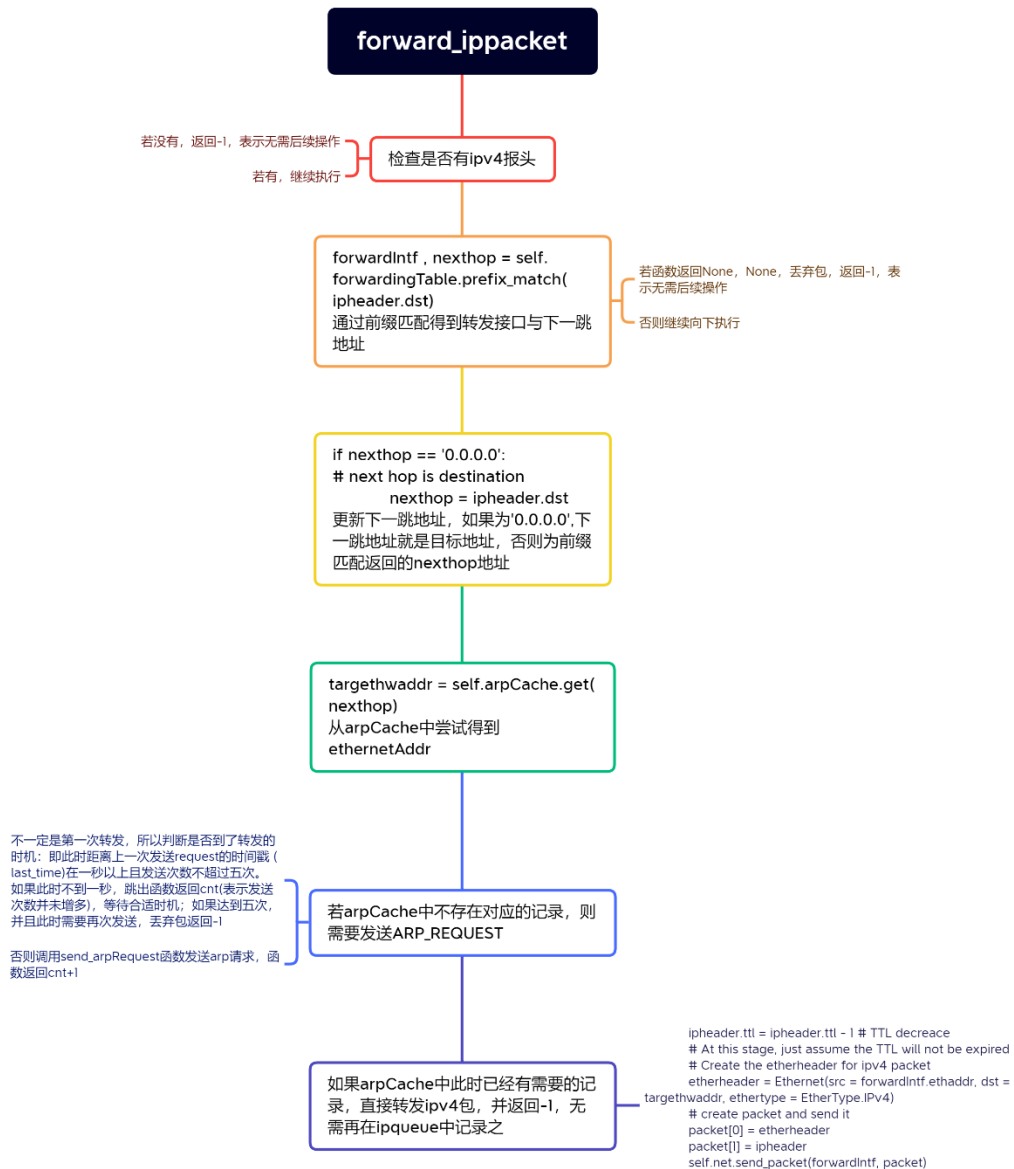 forward_ippacket
若没有，返回-1，表示无需后续操作
检查是否有ipv4报头
若有，继续执行
forwardIntf , nexthop = self.
forwardingTable.prefix_match(
ipheader.dst)
通过前缀匹配得到转发接口与下一跳
地址
若函数返回None，None，丢弃包，返回-1，表
示无需后续操作
否则继续向下执行
if nexthop == '0.0.0.0':
# next hop is destination
nexthop = ipheader.dst
更新下一跳地址，如果为'0.0.0.0',下
一跳地址就是目标地址，否则为前缀
匹配返回的nexthop地址
targethwaddr = self.arpCache.get(
nexthop)
从arpCache中尝试得到
ethernetAddr
不一定是第一次转发，所以判断是否到了转发的
时机：即此时距离上一次发送request的时间戳 (
last_time)在一秒以上且发送次数不超过五次。
如果此时不到一秒，跳出函数返回cnt(表示发送
次数并未增多)，等待合适时机；如果达到五次，
并且此时需要再次发送，丢弃包返回-1
否则调用send_arpRequest函数发送arp请求，函
数返回cnt+1
若arpCache中不存在对应的记录，则
需要发送ARP_REQUEST
如果arpCache中此时已经有需要的记
录，直接转发ipv4包，并返回-1，无
需再在ipqueue中记录之
ipheader.ttl = ipheader.ttl - 1 # TTL decreace
# At this stage, just assume the TTL will not be expired
# Create the etherheader for ipv4 packet
etherheader = Ethernet(src = forwardIntf.ethaddr, dst =
targethwaddr, ethertype = EtherType.IPv4)
# create packet and send it
packet[0] = etherheader
packet[1] = ipheader
self.net.send_packet(forwardIntf, packet)